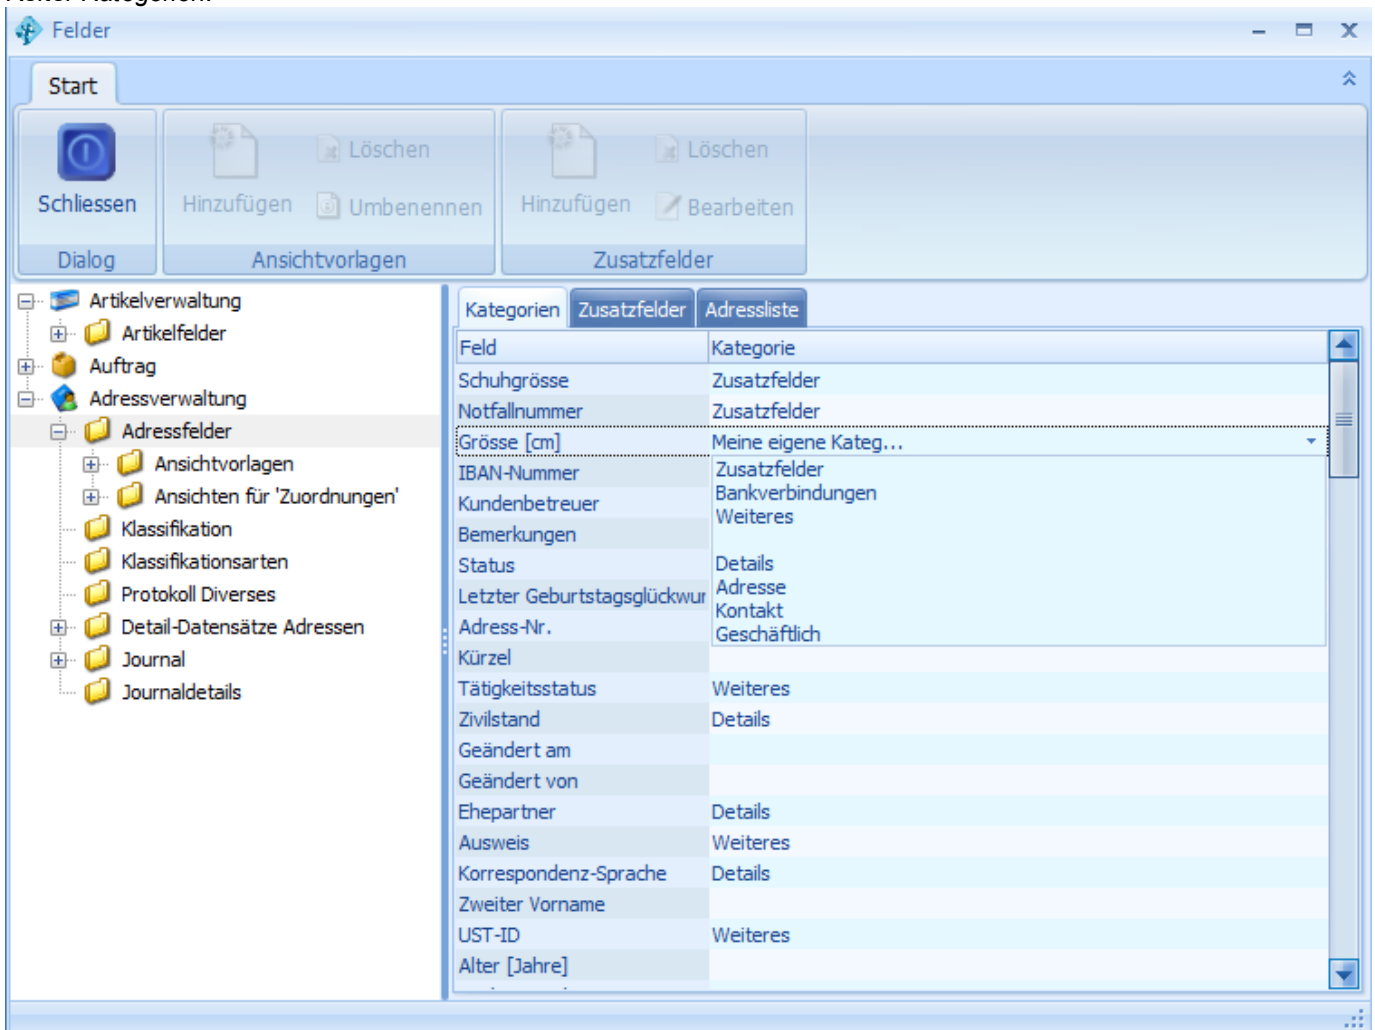 Felder
Start
Schliessen
Hinzufügen
Löschen
Umbenennen
Hinzufügen
Löschen
Bearbeiten
Dialog
Ansichtvorlagen
Zusatzfelder
Artikelverwaltung
Artikelfelder
Auftrag
Adressverwaltung
Adressfelder
Ansichtvorlagen
Ansichten für 'Zuordnungen'
Klassifikation
Klassifikationsarten
Protokoll Diverses
Detail-Datensätze Adressen
Journal
Journaldetails
Kategorien Zusatzfelder Adressliste
Feld Kategorie
Schuhgrösse Zusatzfelder
Notfallnummer Zusatzfelder
Grösse [cm] Meine eigene Kateg...
IBAN-Nummer
Kundenbetreuer
Bemerkungen
Status
Letzter Geburtstagsglückwur
Adress-Nr.
Zusatzfelder
Bankverbindungen
Weiteres
Details
Adresse
Kontakt
Geschäftlich
Kürzel
Tätigkeitsstatus Weiteres
Zivilstand Details
Geändert am
Geändert von
Ehepartner Details
Ausweis Weiteres
Korrespondenz-Sprache Details
Zweiter Vorname
UST-ID Weiteres
Alter [Jahre]